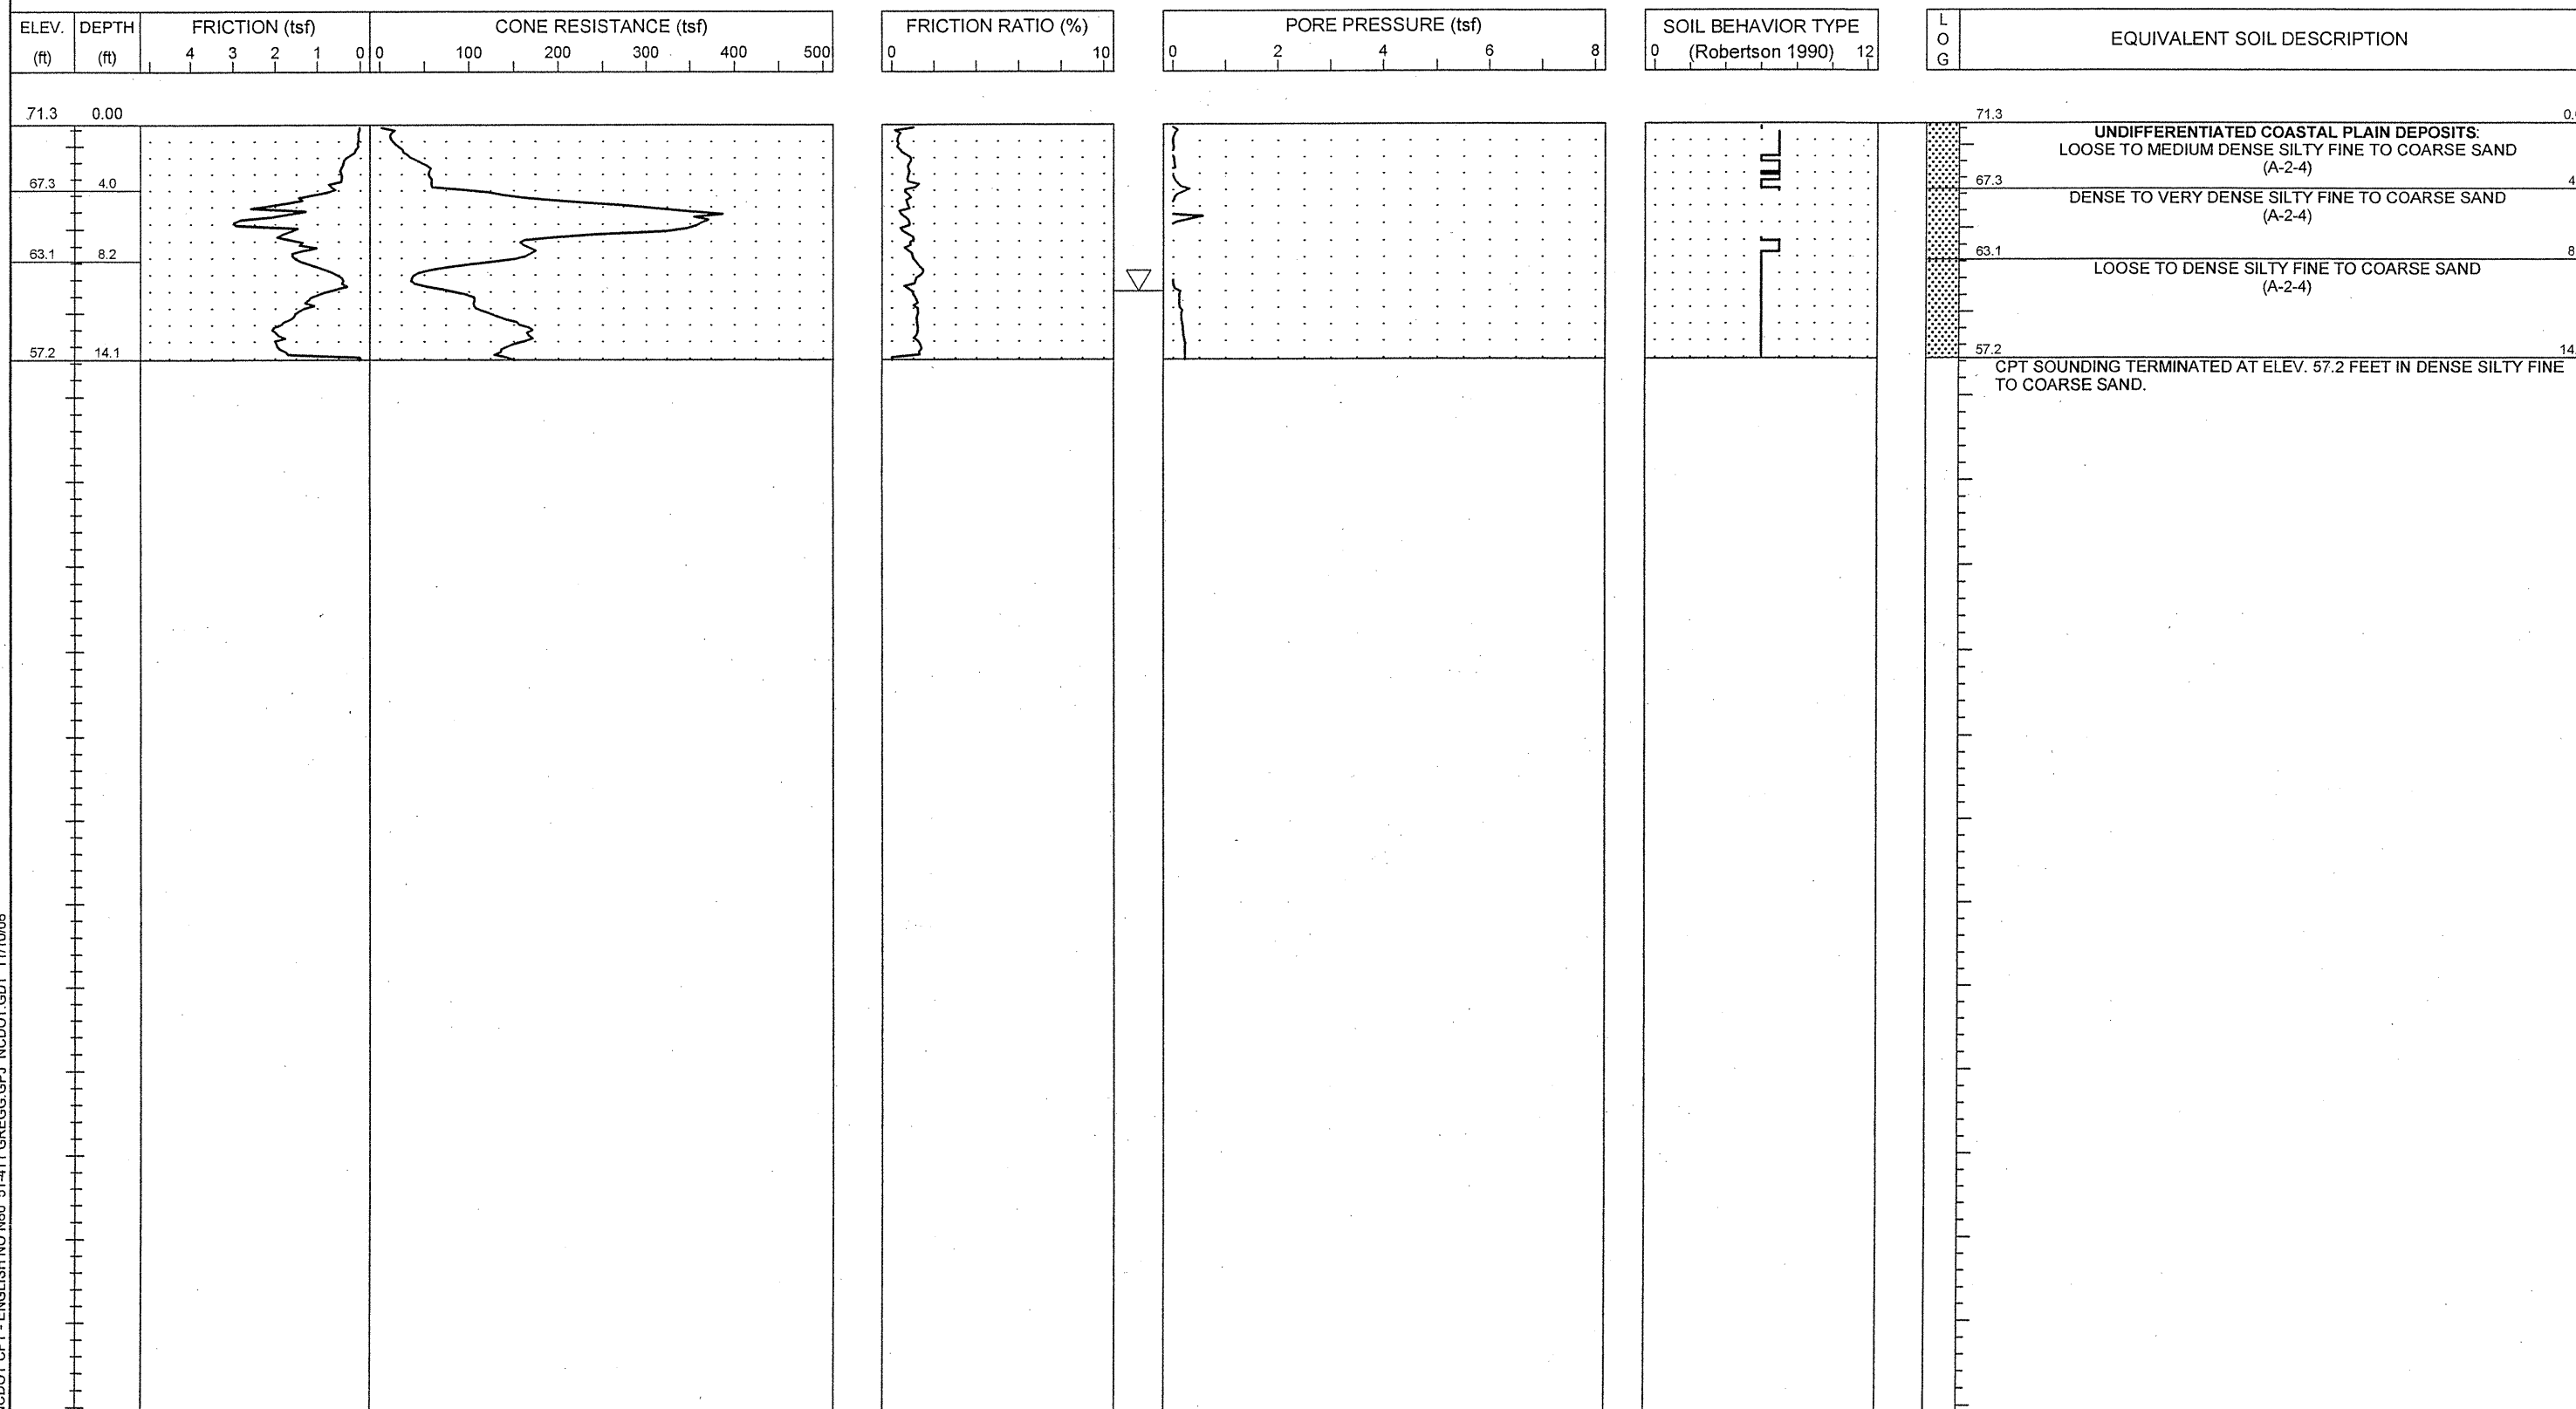 ELEV.
(ft)
DEPTH
(ft)
FRICTION (tsf)
4 3 2 1 0
CONE RESISTANCE (tsf)
0 100 200 300 400 500
FRICTION RATIO (%)
0 10
PORE PRESSURE (tsf)
0 2 4 6 8
SOIL BEHAVIOR TYPE
(Robertson 1990)
0 12
L
O
G
EQUIVALENT SOIL DESCRIPTION
71.3 0.00
67.3 4.0
63.1 8.2
57.2 14.1
71.3 0.
UNDIFFERENTIATED COASTAL PLAIN DEPOSITS:
LOOSE TO MEDIUM DENSE SILTY FINE TO COARSE SAND
(A-2-4)
67.3 4
DENSE TO VERY DENSE SILTY FINE TO COARSE SAND
(A-2-4)
63.1 8
LOOSE TO DENSE SILTY FINE TO COARSE SAND
(A-2-4)
57.2 14.
CPT SOUNDING TERMINATED AT ELEV. 57.2 FEET IN DENSE SILTY FINE
TO COARSE SAND.